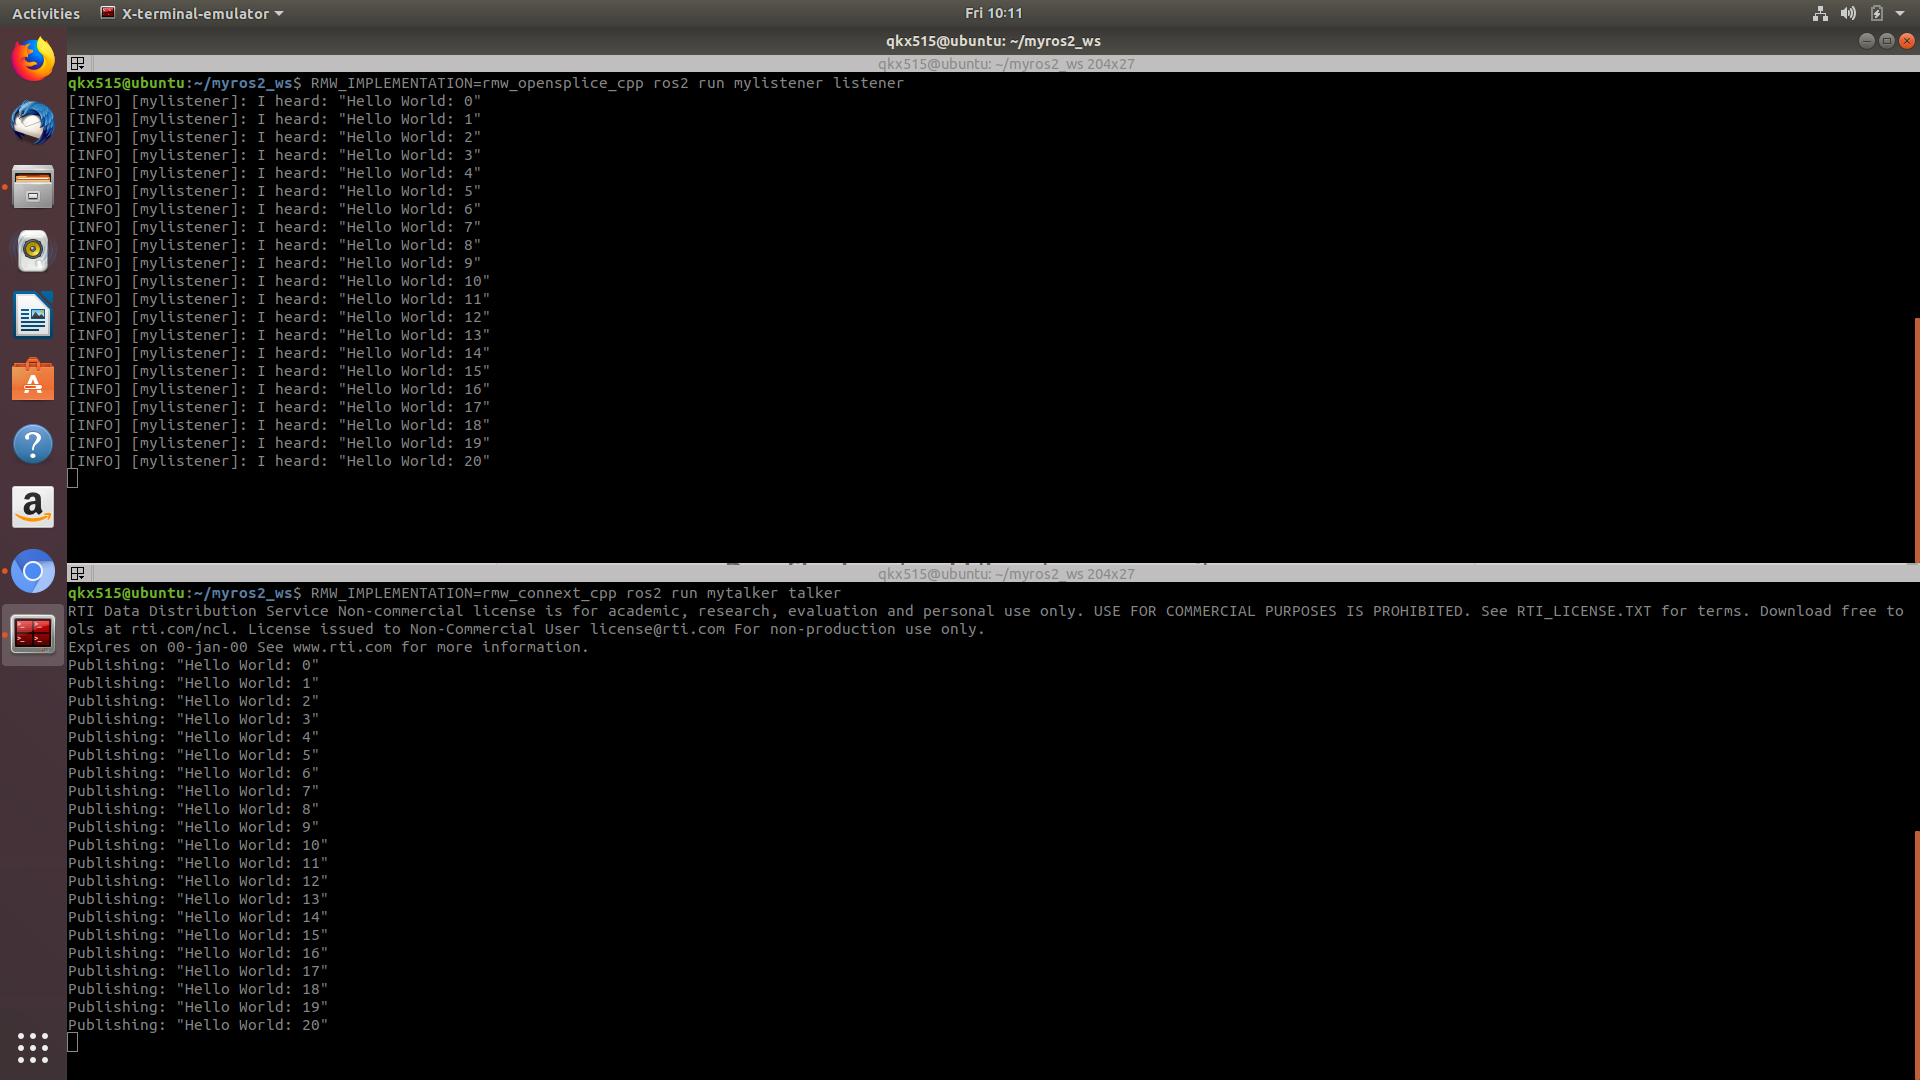 Activities
X-terminal-emulator
Fri 10:11
qkx515@ubuntu: ~/myros2_ws
qkx515@ubuntu: ~/myros2_ws 204x27
qkx515@ubuntu:~/myros2_ws$ RMW_IMPLEMENTATION=rmw_opensplice_cpp ros2 run mylistener listener
[INFO] [mylistener]: I heard: "Hello World: 0"
[INFO] [mylistener]: I heard: "Hello World: 1"
[INFO] [mylistener]: I heard: "Hello World: 2"
[INFO] [mylistener]: I heard: "Hello World: 3"
[INFO] [mylistener]: I heard: "Hello World: 4"
[INFO] [mylistener]: I heard: "Hello World: 5"
[INFO] [mylistener]: I heard: "Hello World: 6"
[INFO] [mylistener]: I heard: "Hello World: 7"
[INFO] [mylistener]: I heard: "Hello World: 8"
[INFO] [mylistener]: I heard: "Hello World: 9"
[INFO] [mylistener]: I heard: "Hello World: 10"
[INFO] [mylistener]: I heard: "Hello World: 11"
[INFO] [mylistener]: I heard: "Hello World: 12"
[INFO] [mylistener]: I heard: "Hello World: 13"
[INFO] [mylistener]: I heard: "Hello World: 14"
[INFO] [mylistener]: I heard: "Hello World: 15"
[INFO] [mylistener]: I heard: "Hello World: 16"
[INFO] [mylistener]: I heard: "Hello World: 17"
[INFO] [mylistener]: I heard: "Hello World: 18"
[INFO] [mylistener]: I heard: "Hello World: 19"
[INFO] [mylistener]: I heard: "Hello World: 20"
qkx515@ubuntu: ~/myros2_ws 204x27
qkx515@ubuntu:~/myros2_ws$ RMW_IMPLEMENTATION=rmw_connext_cpp ros2 run mytalker talker
RTI Data Distribution Service Non-commercial license is for academic, research, evaluation and personal use only. USE FOR COMMERCIAL PURPOSES IS PROHIBITED. See RTI_LICENSE.TXT for terms. Download free to
ols at rti.com/ncl. License issued to Non-Commercial User license@rti.com For non-production use only.
Expires on 00-jan-00 See www.rti.com for more information.
Publishing: "Hello World: 0"
Publishing: "Hello World: 1"
Publishing: "Hello World: 2"
Publishing: "Hello World: 3"
Publishing: "Hello World: 4"
Publishing: "Hello World: 5"
Publishing: "Hello World: 6"
Publishing: "Hello World: 7"
Publishing: "Hello World: 8"
Publishing: "Hello World: 9"
Publishing: "Hello World: 10"
Publishing: "Hello World: 11"
Publishing: "Hello World: 12"
Publishing: "Hello World: 13"
Publishing: "Hello World: 14"
Publishing: "Hello World: 15"
Publishing: "Hello World: 16"
Publishing: "Hello World: 17"
Publishing: "Hello World: 18"
Publishing: "Hello World: 19"
Publishing: "Hello World: 20"